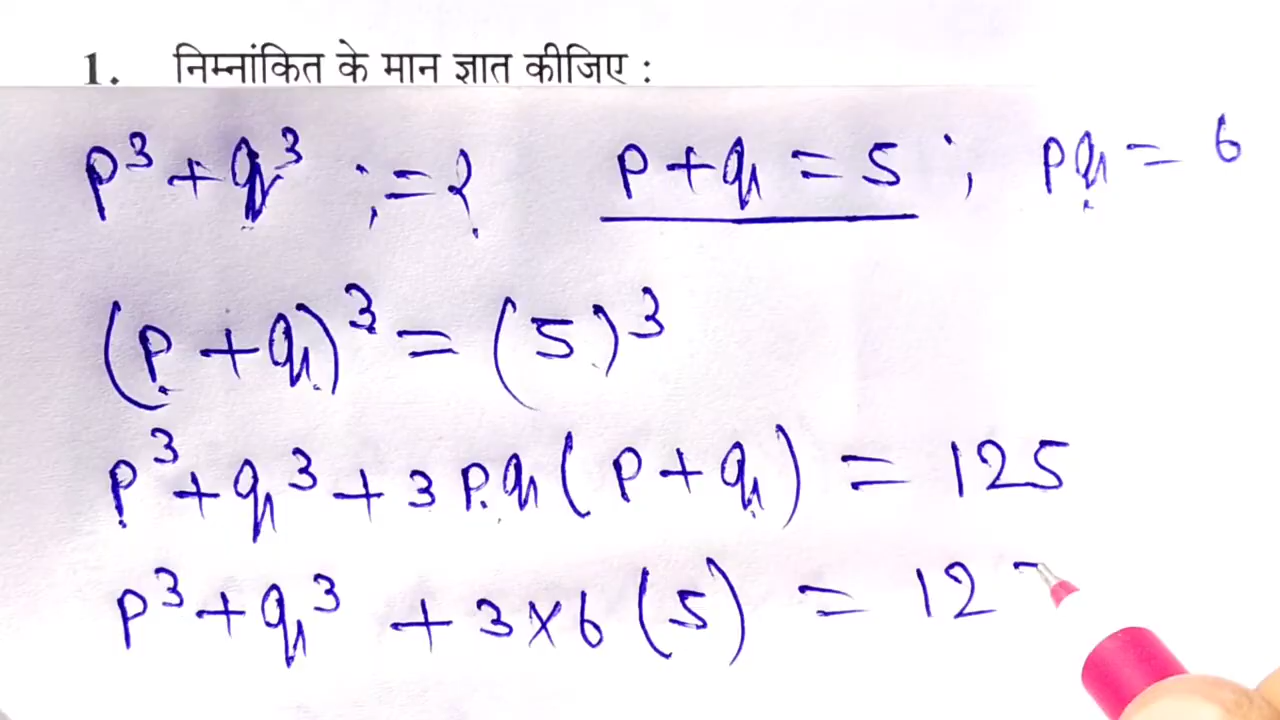 1. निम्नांकित के मान ज्ञात कीजिए :
p³ + q³ ; = ? p + q = 5 ; pq = 6
(p + q)³ = (5)³
p³ + q³ + 3pq(p + q) = 125
p³ + q³ + 3×6(5) = 12